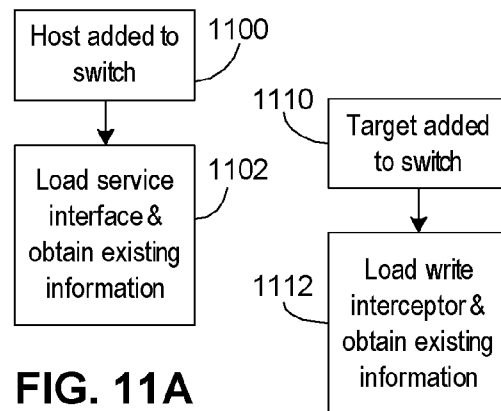 Host added to
switch
1100
Load service
interface &
obtain existing
information
1102
1110
Target added
to switch
1112
Load write
interceptor &
obtain existing
information
FIG. 11A